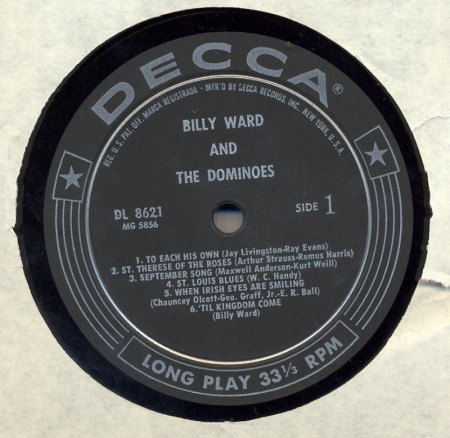 DECCA®
REG. U.S. PAT. OFF. MARCA REGISTRADA - MFR'D BY DECCA RECORDS, INC., NEW YORK, U.S.A.
BILLY WARD
AND
THE DOMINOES
DL 8621
SIDE 1
MG 5856
1. TO EACH HIS OWN (Jay Livingston-Ray Evans)
2. ST. THERESE OF THE ROSES (Arthur Strauss-Remus Harris)
3. SEPTEMBER SONG (Maxwell Anderson-Kurt Weill)
4. ST. LOUIS BLUES (W. C. Handy)
5. WHEN IRISH EYES ARE SMILING
(Chauncey Olcott-Geo. Graff, Jr.-E. R. Ball)
6. 'TIL KINGDOM COME
(Billy Ward)
LONG PLAY 33⅓ RPM